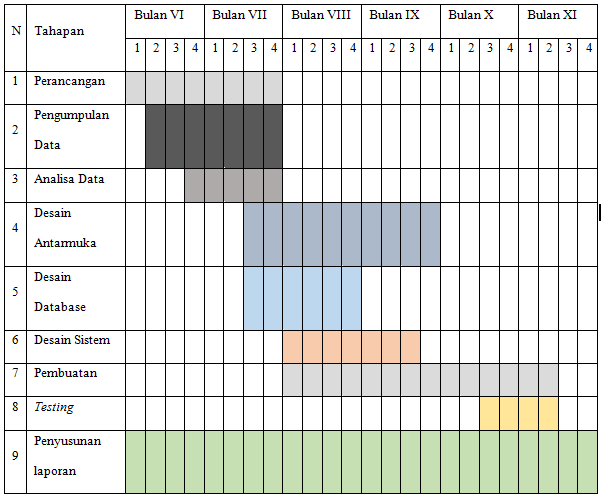 N Tahapan Bulan VI Bulan VII Bulan VIII Bulan IX Bulan X Bulan XI
1 2 3 4 1 2 3 4 1 2 3 4 1 2 3 4 1 2 3 4 1 2 3 4
1 Perancangan
2 Pengumpulan
Data
3 Analisa Data
4 Desain
Antarmuka
5 Desain
Database
6 Desain Sistem
7 Pembuatan
8 Testing
9 Penyusunan
laporan